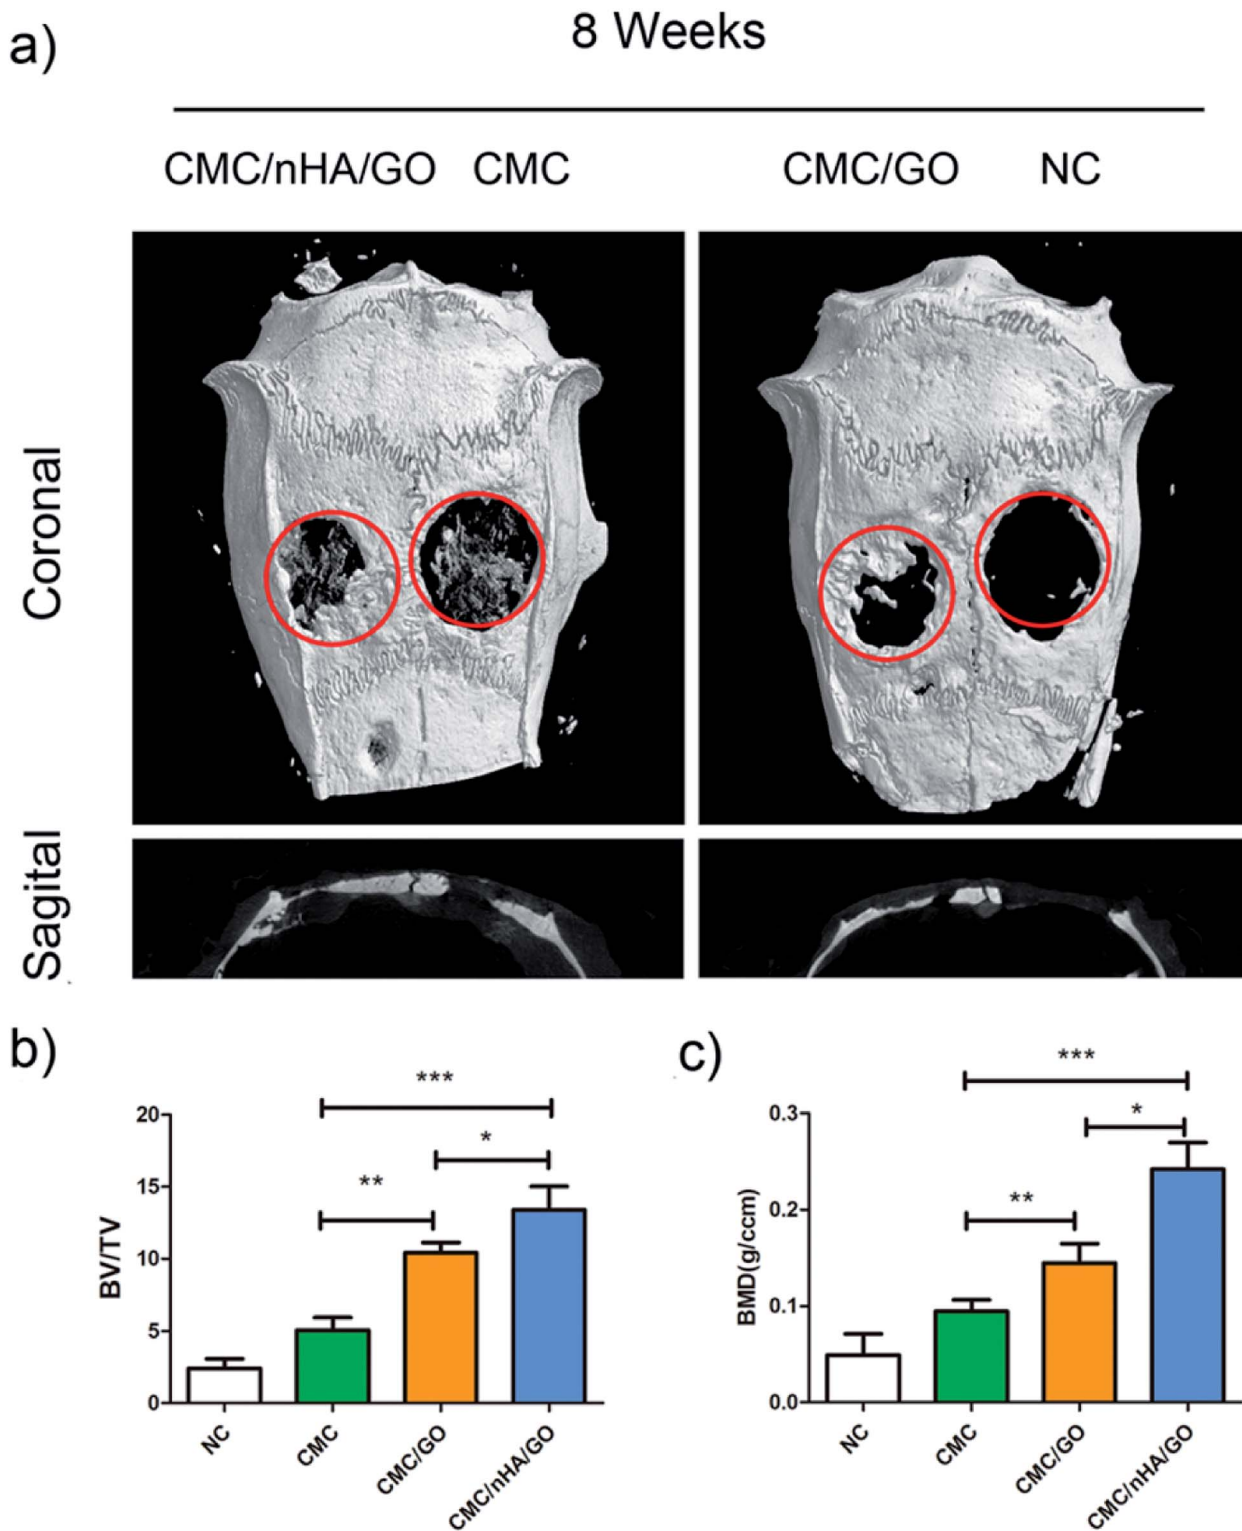 a)
8 Weeks
CMC/nHA/GO CMC
CMC/GO NC
Coronal
Sagital
b)
***
*
**
20
15
10
5
0
BV/TV
NC
CMC
CMC/GO
CMC/nHA/GO
c)
***
*
**
0.3
0.2
0.1
0.0
BMD(g/ccm)
NC
CMC
CMC/GO
CMC/nHA/GO